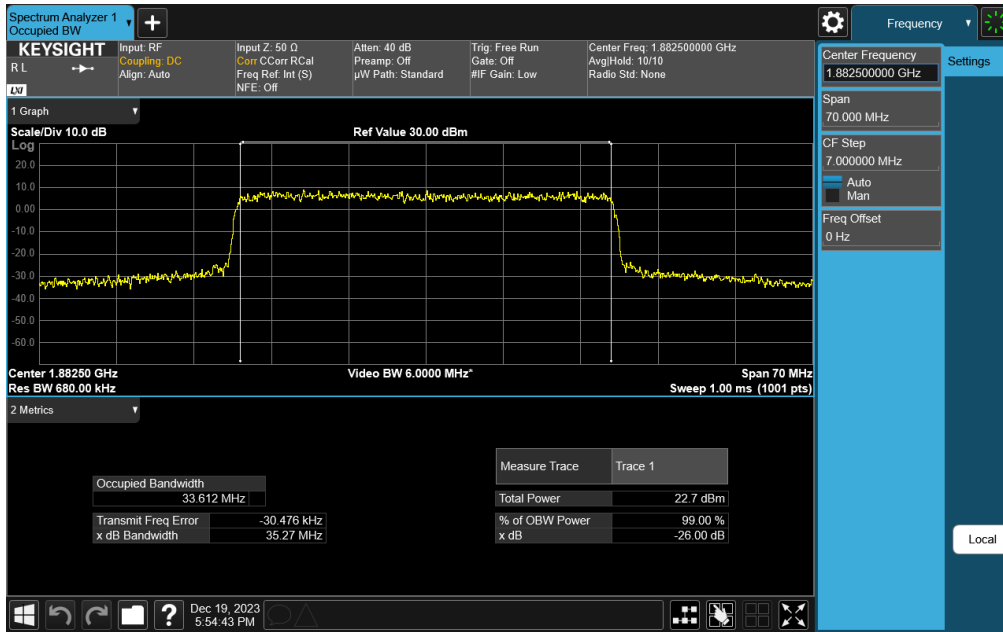 Spectrum Analyzer 1
Occupied BW
Frequency
KEYSIGHT
R L
LXI
Input: RF
Coupling: DC
Align: Auto
Input Z: 50 Ω
Corr CCorr RCal
Freq Ref: Int (S)
NFE: Off
Atten: 40 dB
Preamp: Off
µW Path: Standard
Trig: Free Run
Gate: Off
#IF Gain: Low
Center Freq: 1.882500000 GHz
Avg|Hold: 10/10
Radio Std: None
Center Frequency
1.882500000 GHz
Settings
Span
70.000 MHz
CF Step
7.000000 MHz
Auto
Man
Freq Offset
0 Hz
Local
1 Graph
Scale/Div 10.0 dB
Ref Value 30.00 dBm
Log
20.0
10.0
0.00
-10.0
-20.0
-30.0
-40.0
-50.0
-60.0
Center 1.88250 GHz
Video BW 6.0000 MHz*
Span 70 MHz
Res BW 680.00 kHz
Sweep 1.00 ms (1001 pts)
2 Metrics
Occupied Bandwidth
33.612 MHz
Transmit Freq Error -30.476 kHz
x dB Bandwidth 35.27 MHz
Measure Trace Trace 1
Total Power 22.7 dBm
% of OBW Power 99.00 %
x dB -26.00 dB
?
Dec 19, 2023
5:54:43 PM